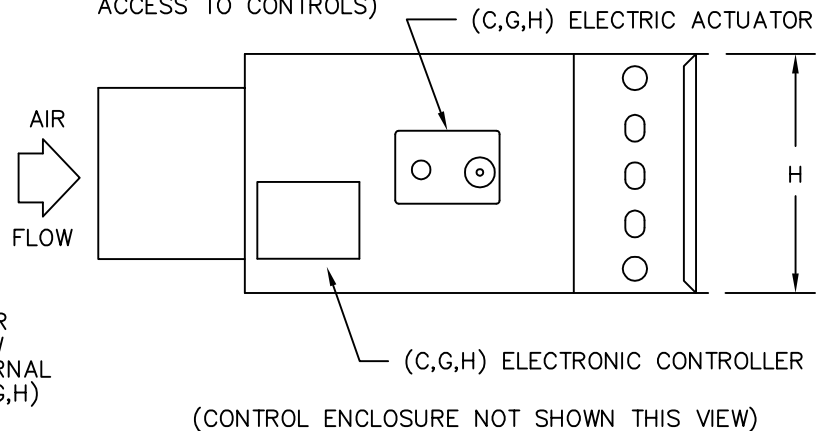 ACCESS TO CONTROLS)
(C,G,H) ELECTRIC ACTUATOR
AIR
FLOW
H
(C,G,H) ELECTRONIC CONTROLLER
(CONTROL ENCLOSURE NOT SHOWN THIS VIEW)